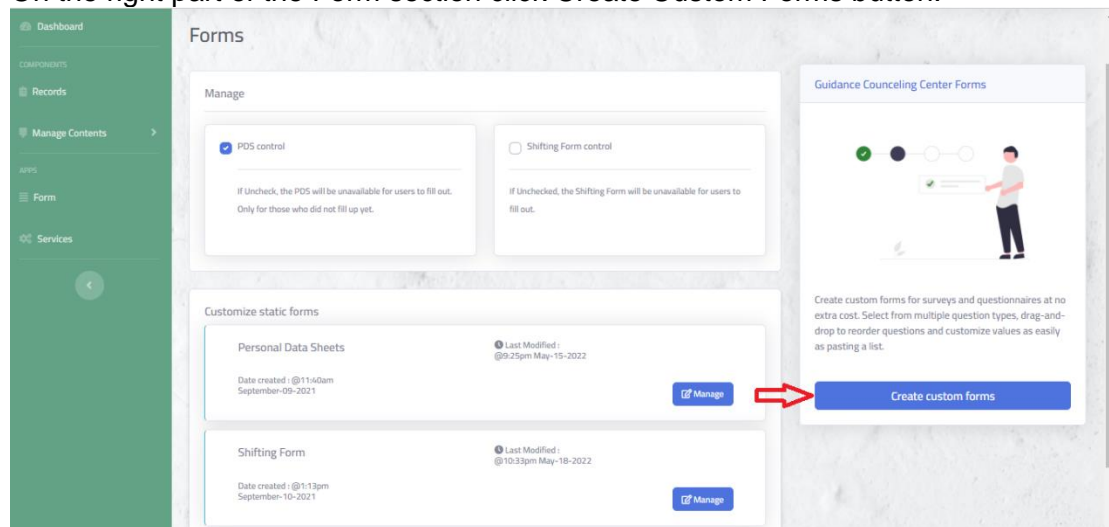 On the right part of the Form section click Create Custom Forms button.
Dashboard
COMPONENTS
Records
Manage Contents
APPS
Form
Services
Forms
Manage
PDS control
If Uncheck, the PDS will be unavailable for users to fill out.
Only for those who did not fill up yet.
Shifting Form control
If Unchecked, the Shifting Form will be unavailable for users to
fill out.
Customize static forms
Personal Data Sheets
Last Modified :
@9:25pm May-15-2022
Date created : @11:40am
September-09-2021
Manage
Shifting Form
Last Modified :
@10:33pm May-18-2022
Date created : @1:13pm
September-10-2021
Manage
Guidance Counceling Center Forms
Create custom forms for surveys and questionnaires at no
extra cost. Select from multiple question types, drag-and-
drop to reorder questions and customize values as easily
as pasting a list.
Create custom forms